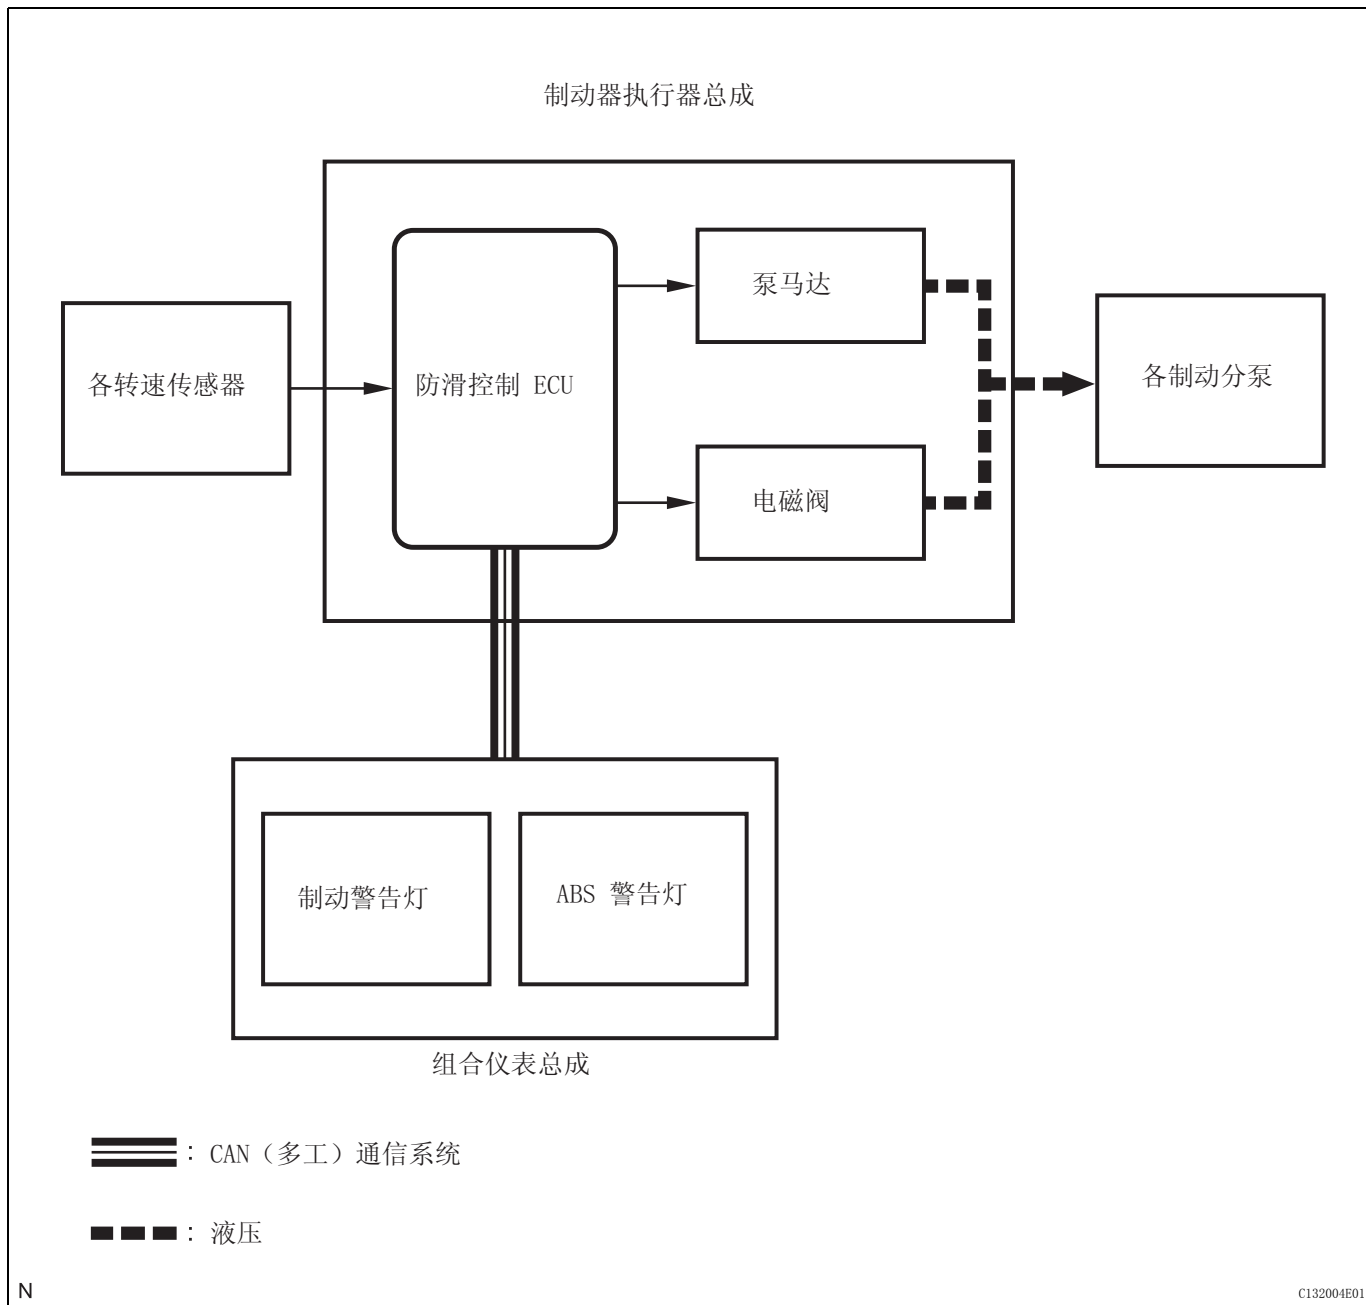 制动器执行器总成
泵马达
各转速传感器
防滑控制 ECU
各制动分泵
电磁阀
制动警告灯
ABS 警告灯
组合仪表总成
: CAN（多工）通信系统
: 液压
N
C132004E01